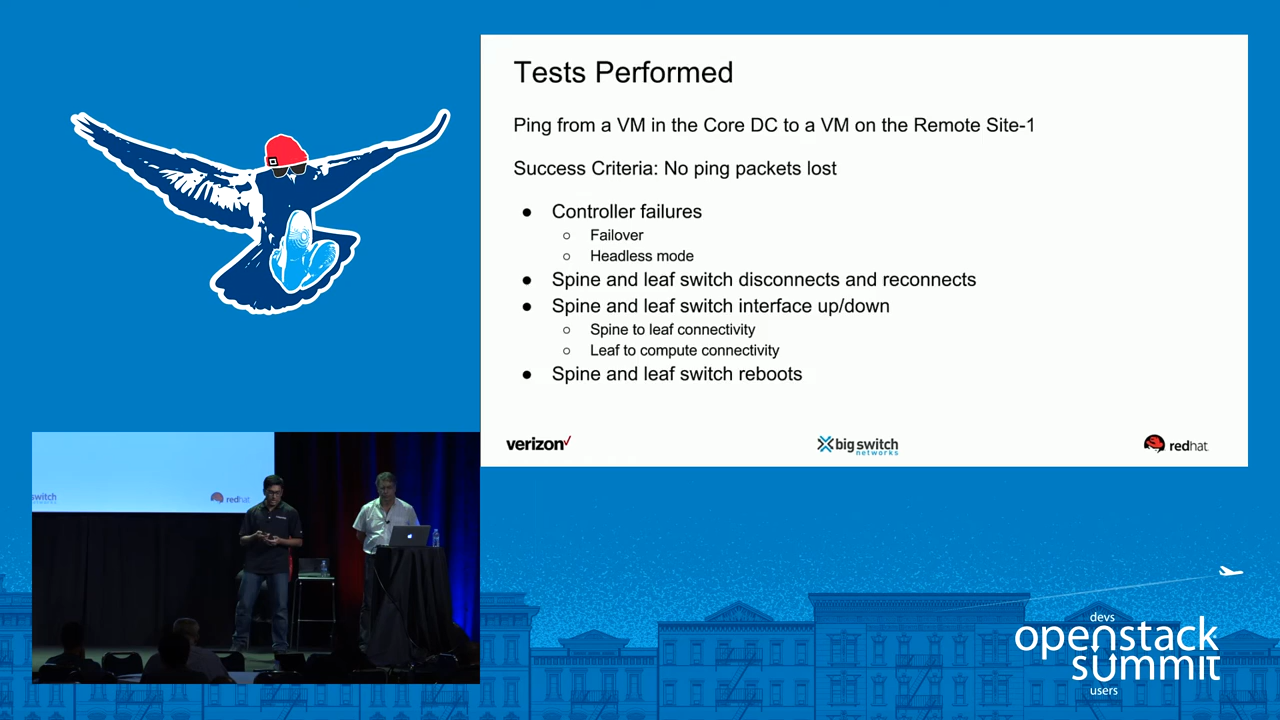 Tests Performed
Ping from a VM in the Core DC to a VM on the Remote Site-1
Success Criteria: No ping packets lost
● Controller failures
○ Failover
○ Headless mode
● Spine and leaf switch disconnects and reconnects
● Spine and leaf switch interface up/down
○ Spine to leaf connectivity
○ Leaf to compute connectivity
● Spine and leaf switch reboots
verizon✓
big switch
networks
redhat
switch
redhat
devs
openstack
summit
users